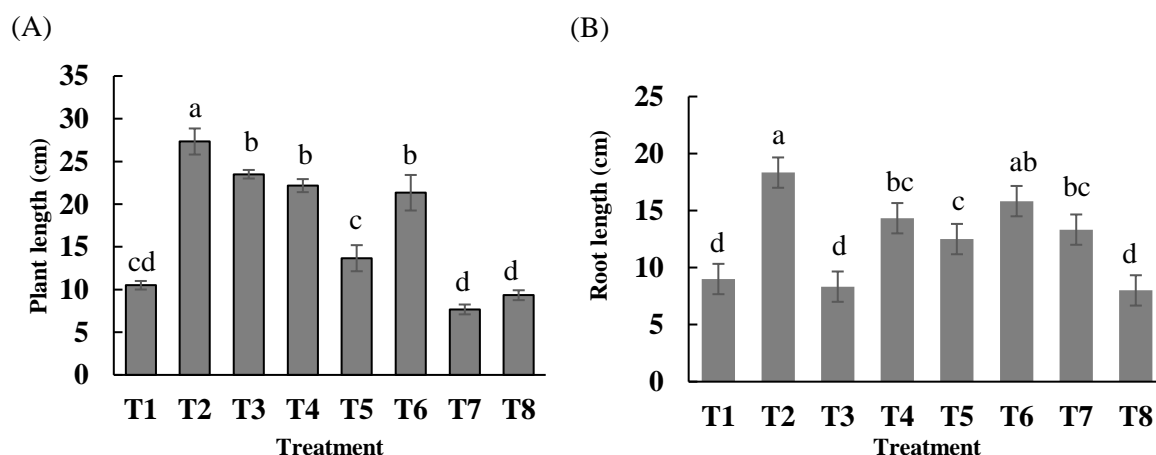 (A)
(B)
Plant length (cm)
35
30
25
20
15
10
5
0
cd
a
b
b
c
b
d
d
T1 T2 T3 T4 T5 T6 T7 T8
Treatment
Root length (cm)
25
20
15
10
5
0
d
a
d
bc
c
ab
bc
d
T1 T2 T3 T4 T5 T6 T7 T8
Treatment